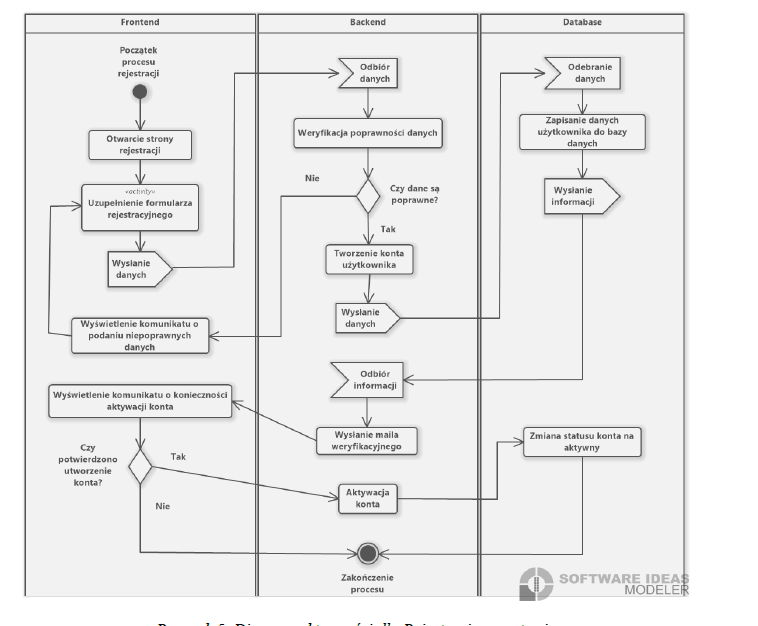 Frontend
Backend
Database
Początek
procesu
rejestracji
Otwarcie strony
rejestracji
«activity»
Uzupełnienie formularza
rejestracyjnego
Wysłanie
danych
Wyświetlenie komunikatu o
podaniu niepoprawnych
danych
Wyświetlenie komunikatu o konieczności
aktywacji konta
Czy
potwierdzono
utworzenie
konta?
Tak
Nie
Odbiór
danych
Weryfikacja poprawności danych
Nie
Czy dane są
poprawne?
Tak
Tworzenie konta
użytkownika
Wysłanie
danych
Odbiór
informacji
Wysłanie maila
weryfikacyjnego
Aktywacja
konta
Zakończenie
procesu
Odebranie
danych
Zapisanie danych
użytkownika do bazy
danych
Wysłanie
informacji
Zmiana statusu konta na
aktywny
SOFTWARE IDEAS
MODELER